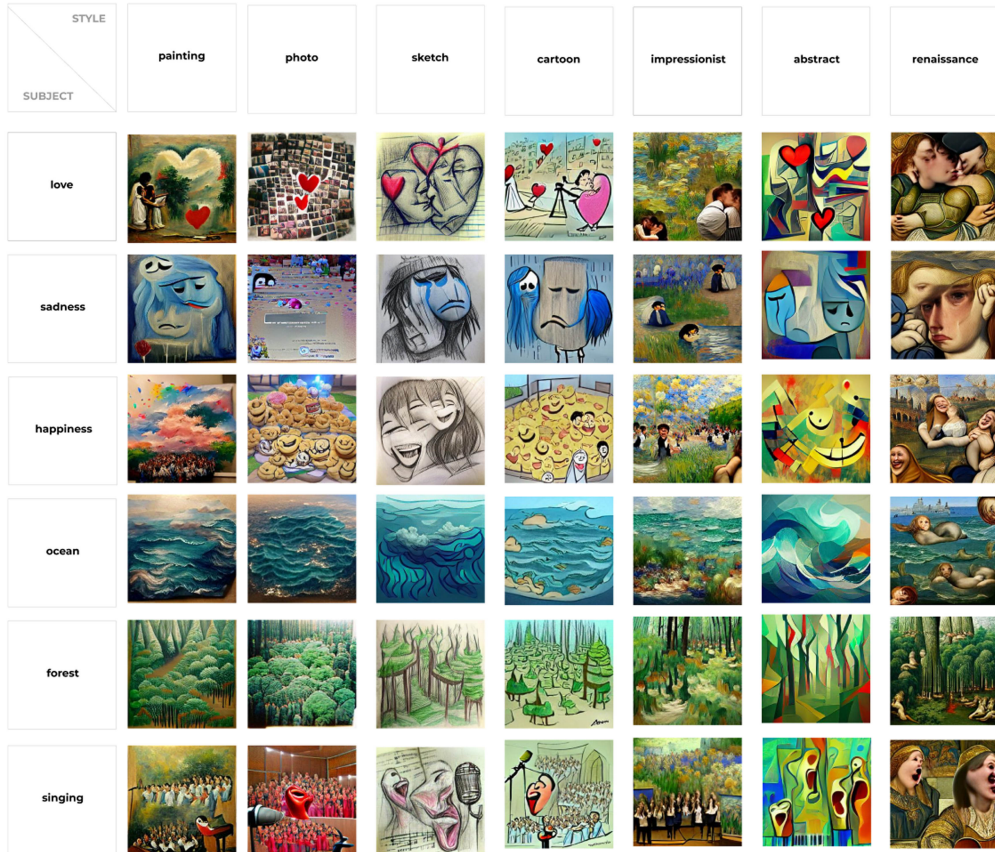 STYLE
SUBJECT
painting
photo
sketch
cartoon
impressionist
abstract
renaissance
love
sadness
happiness
ocean
forest
singing